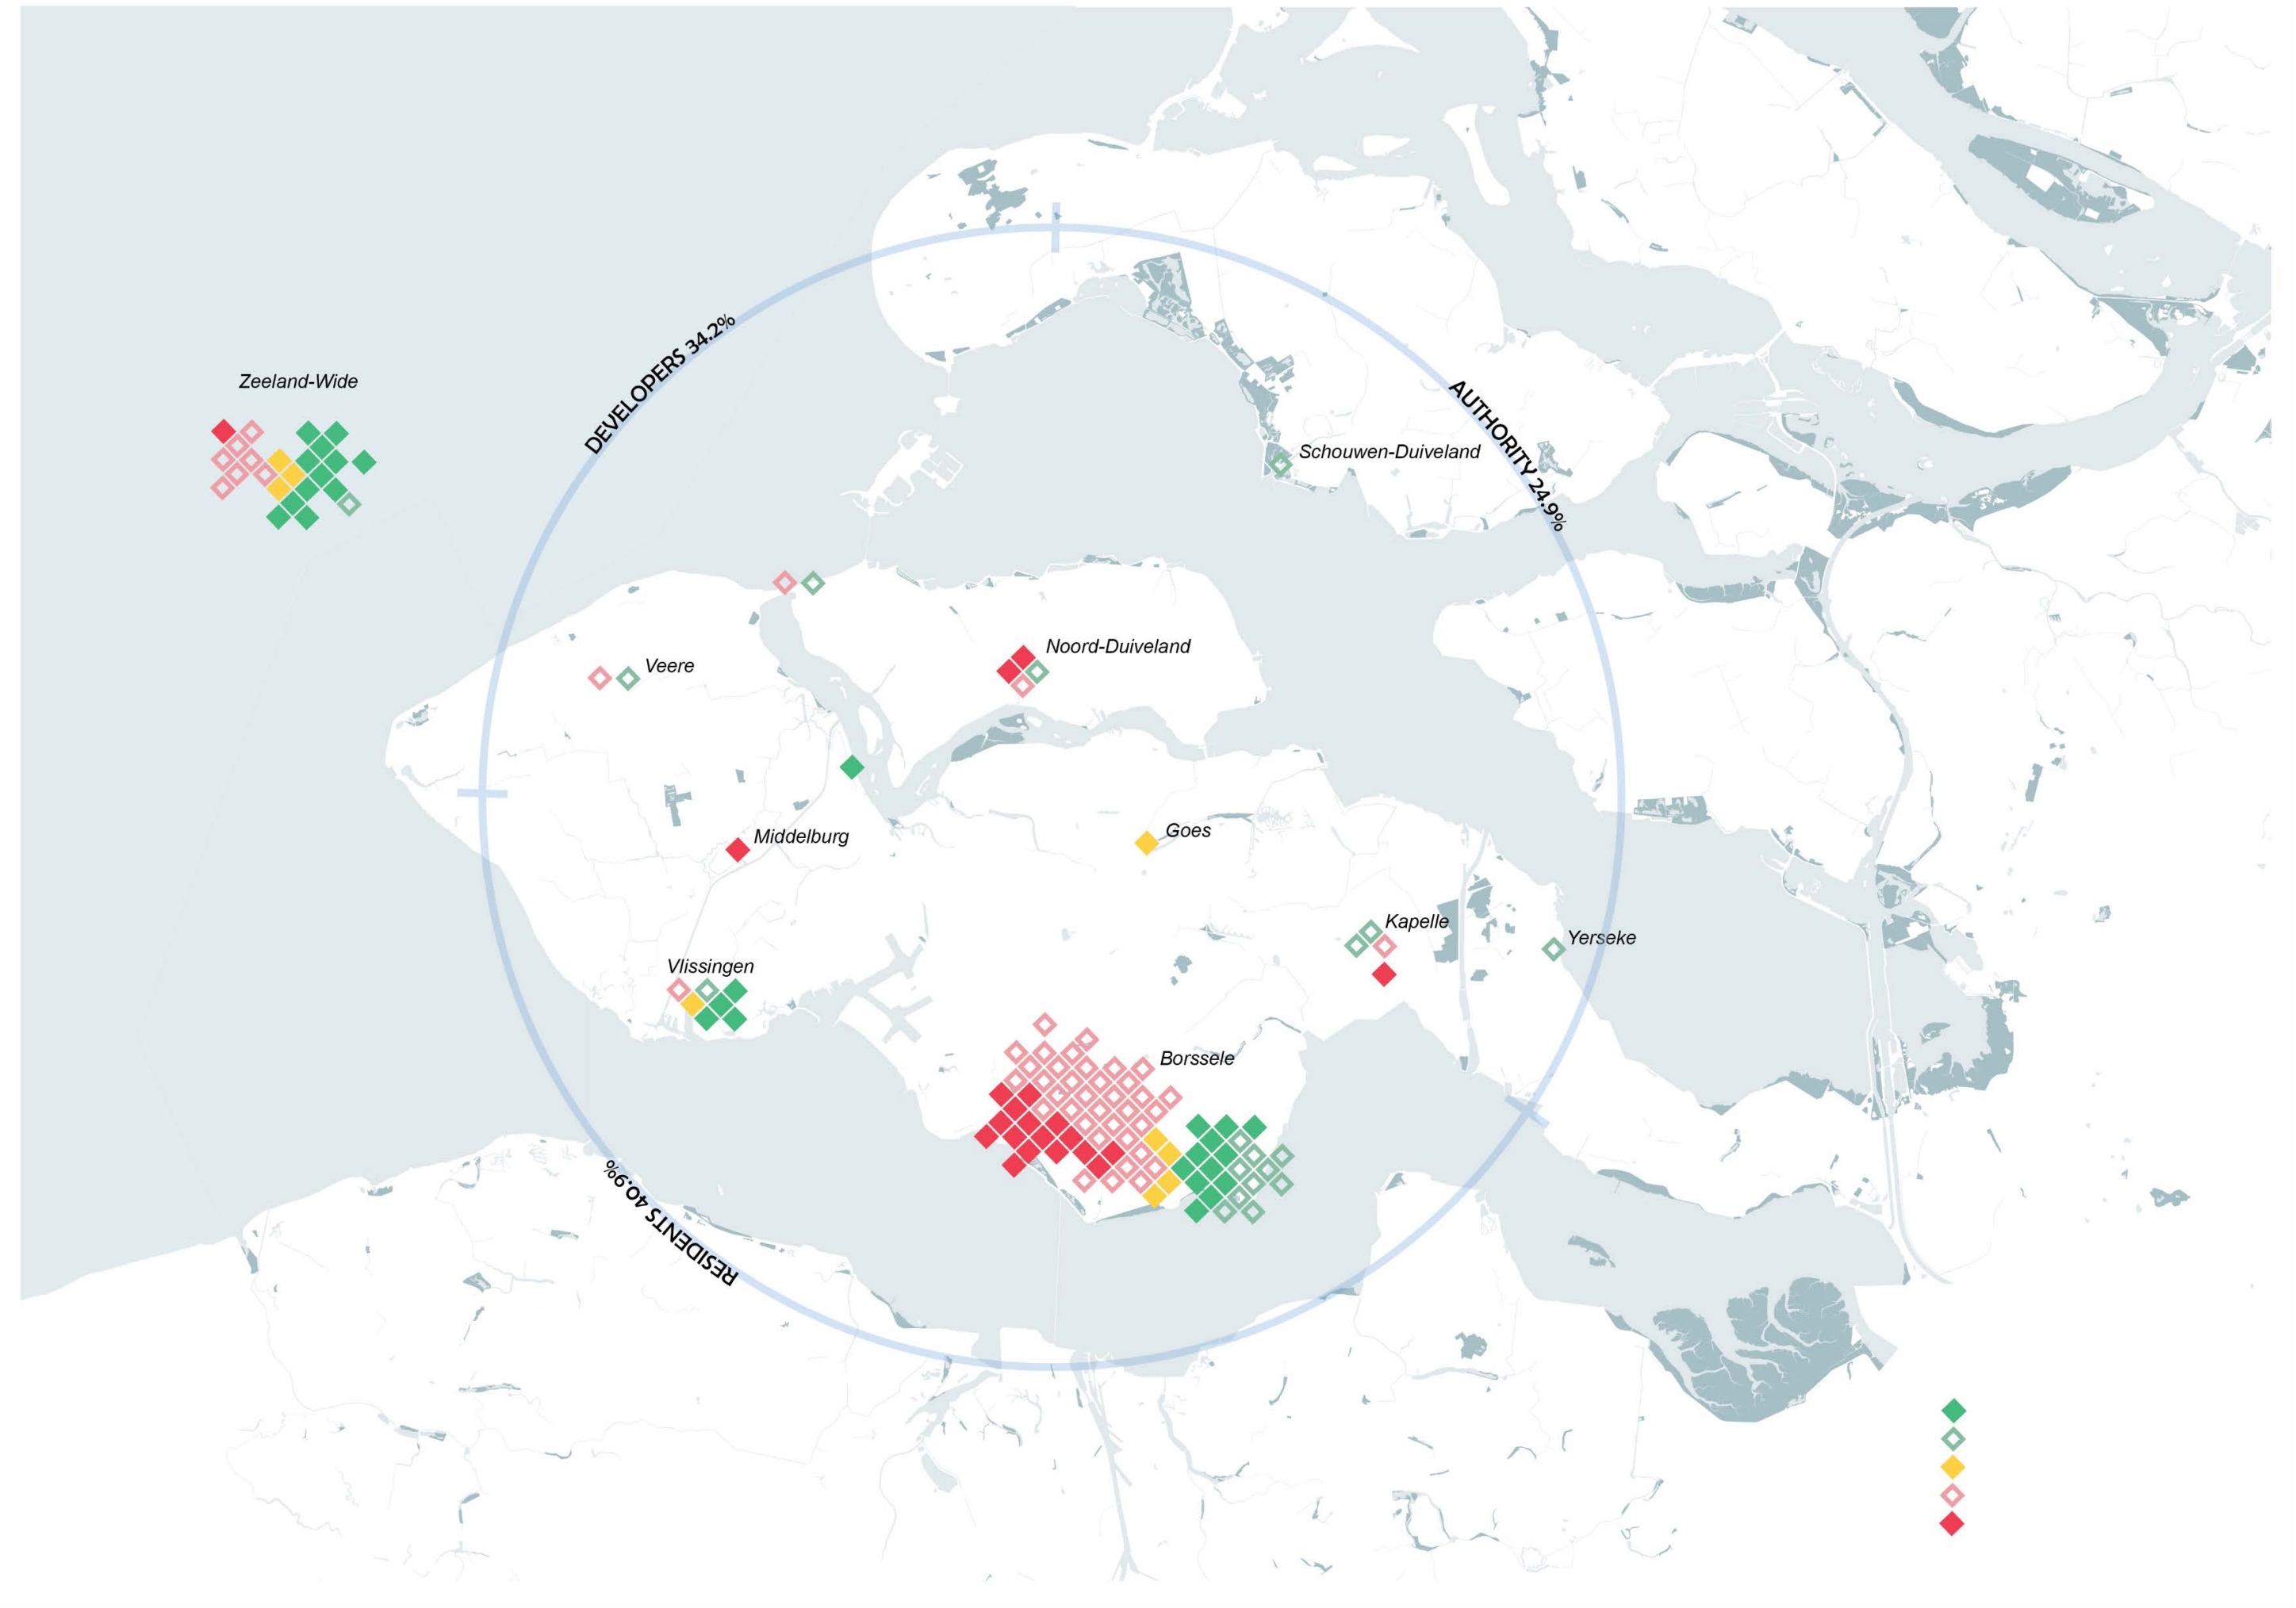 DEVELOPERS 34.2%
Zeeland-Wide
AUTHORITY 24.9%
Schouwen-Duiveland
Noord-Duiveland
Veere
Goes
Middelburg
Kapelle
Yerseke
Vlissingen
Borssele
RESIDENTS 40.9%